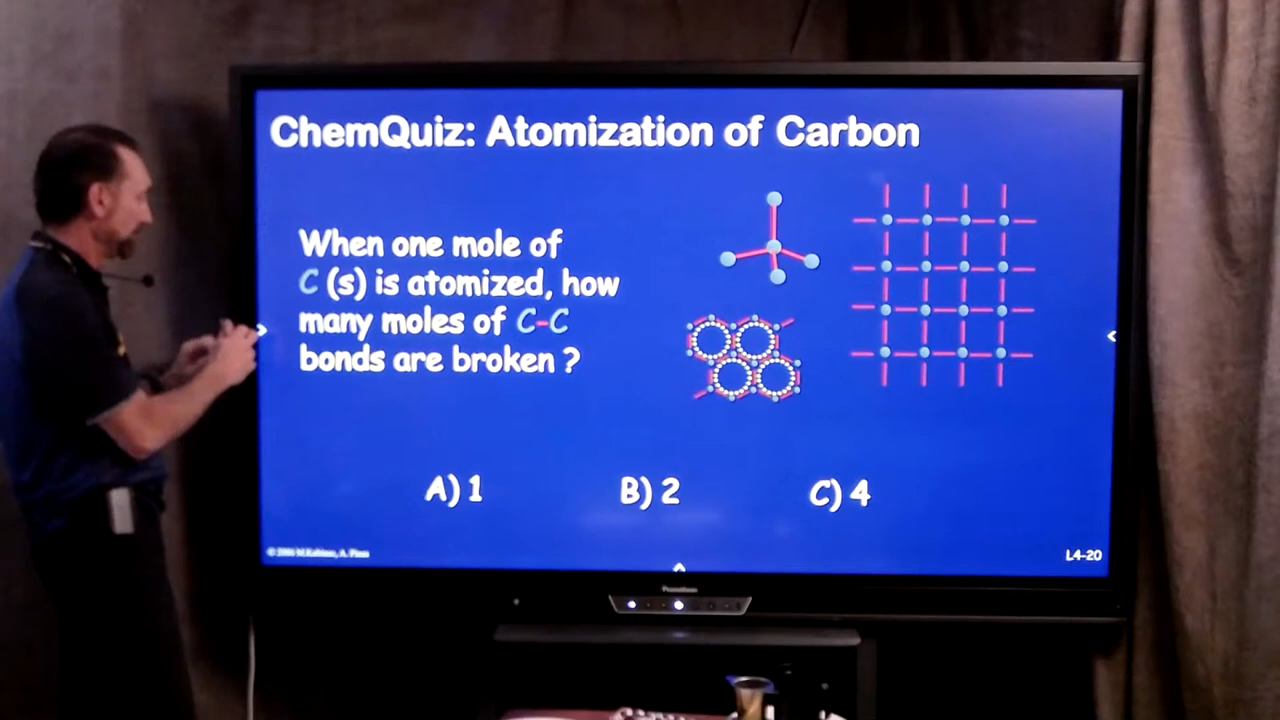 ChemQuiz: Atomization of Carbon
When one mole of
C (s) is atomized, how
many moles of C-C
bonds are broken ?
A) 1
B) 2
C) 4
L4-20
Promethean